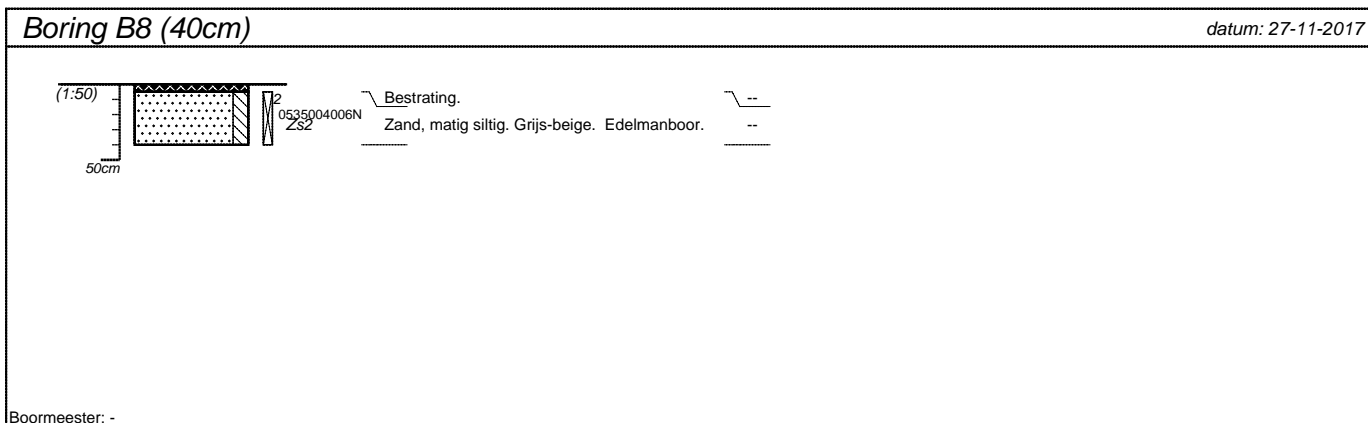 Boring B8 (40cm)
datum: 27-11-2017
(1:50)
2
Bestrating.
--
0535004006N
Zs2
Zand, matig siltig. Grijs-beige. Edelmanboor.
--
50cm
Boormeester: -